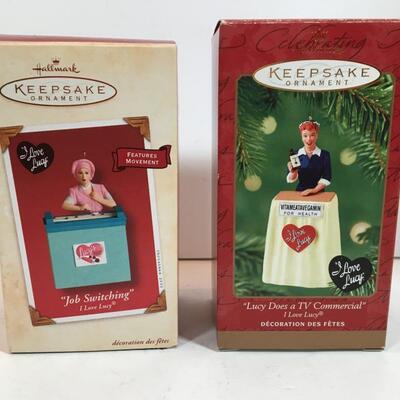 Hallmark
KEEPSAKE
ORNAMENT
I Love
Lucy
FEATURES
MOVEMENT
"Job Switching"
I Love Lucy®
décoration des fêtes
Celebrating
KEEPSAKE
ORNAMENT
VITAMEATAVEGAMIN
FOR HEALTH
I Love
Lucy
I Love
Lucy
"Lucy Does a TV Commercial"
I Love Lucy®
DÉCORATION DES FÊTES